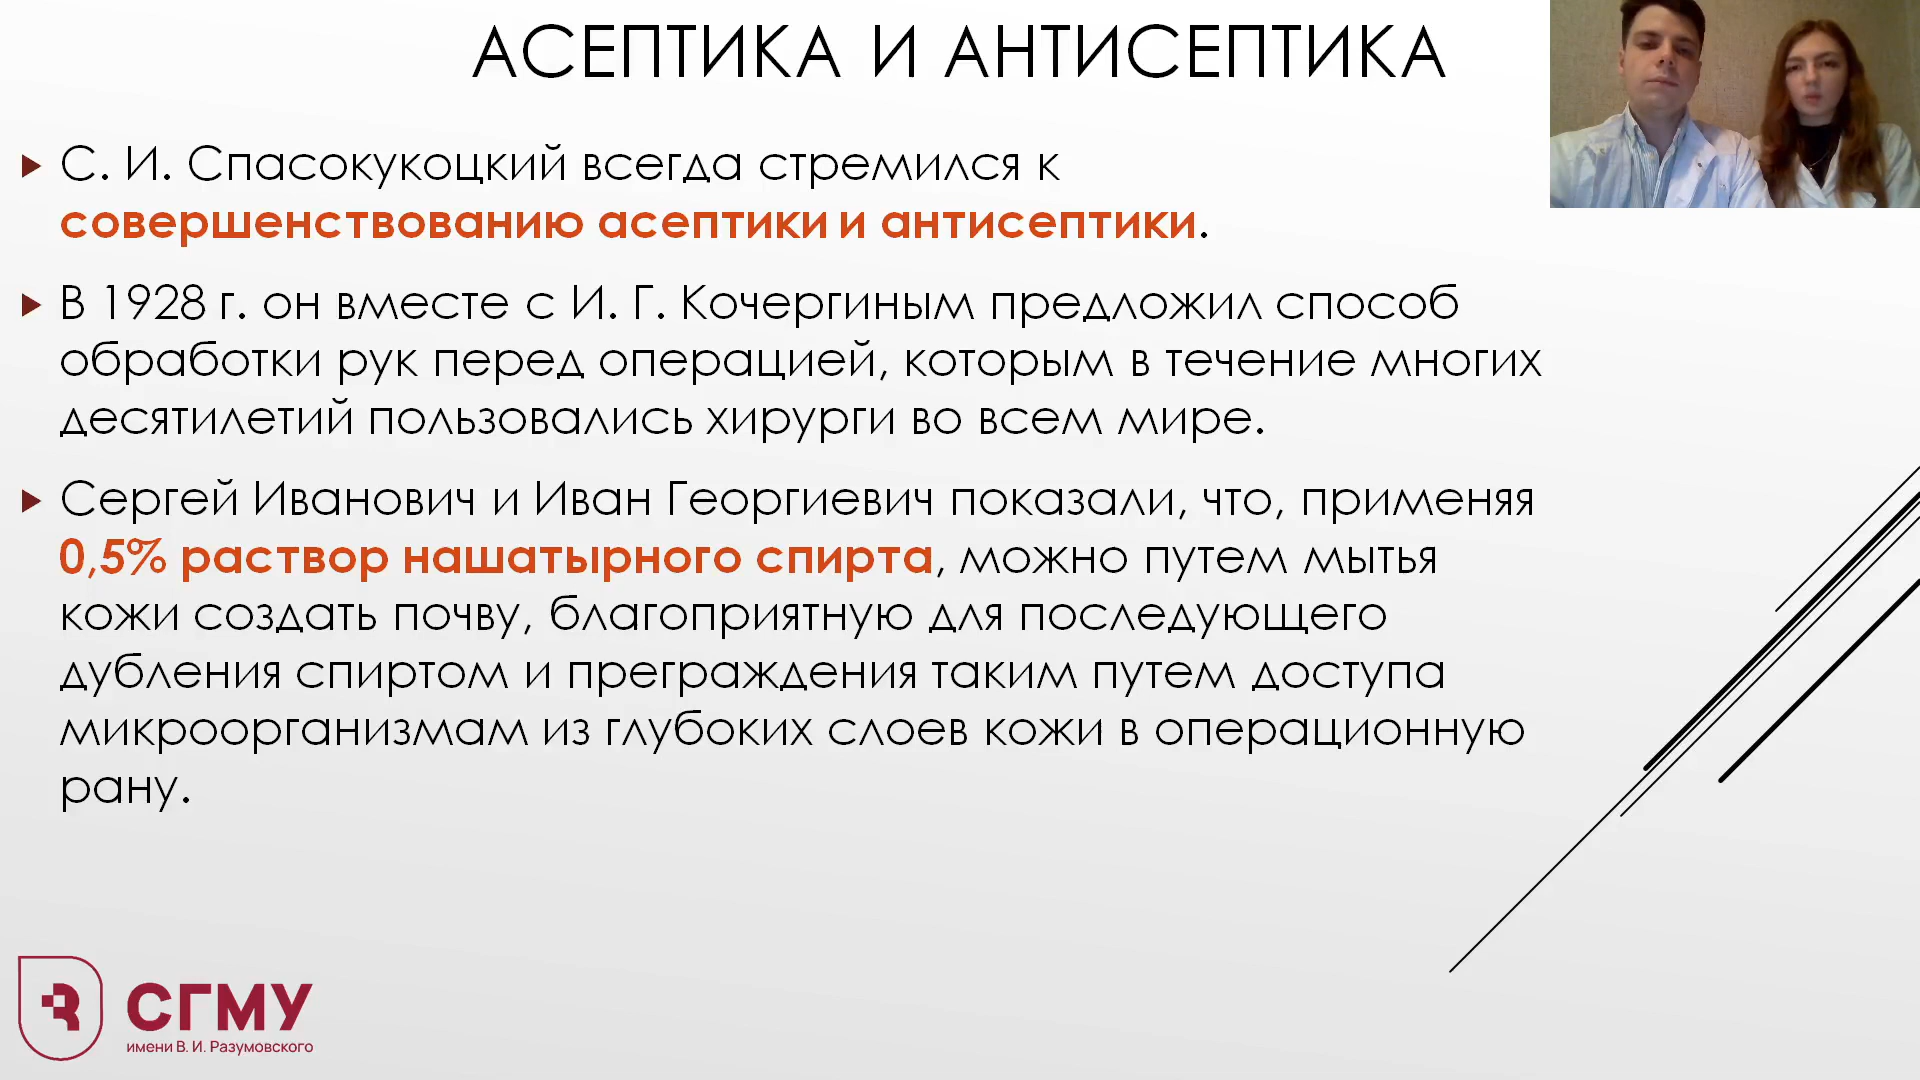 АСЕПТИКА И АНТИСЕПТИКА
С. И. Спасокукоцкий всегда стремился к
совершенствованию асептики и антисептики.
В 1928 г. он вместе с И. Г. Кочергиным предложил способ
обработки рук перед операцией, которым в течение многих
десятилетий пользовались хирурги во всем мире.
Сергей Иванович и Иван Георгиевич показали, что, применяя
0,5% раствор нашатырного спирта, можно путем мытья
кожи создать почву, благоприятную для последующего
дубления спиртом и преграждения таким путем доступа
микроорганизмам из глубоких слоев кожи в операционную
рану.
СГМУ
имени В. И. Разумовского